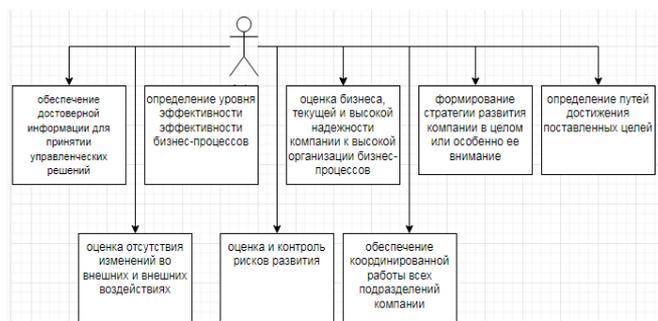 обеспечение
достоверной
информации для
принятии
управленческих
решений
определение уровня
эффективности
эффективности
бизнес-процессов
оценка бизнеса,
текущей и высокой
надежности
компании к высокой
организации бизнес-
процессов
формирование
стратегии развития
компании в целом
или особенно ее
внимание
определение путей
достижения
поставленных целей
оценка отсутствия
изменений во
внешних и внешних
воздействиях
оценка и контроль
рисков развития
обеспечение
координированной
работы всех
подразделений
компании